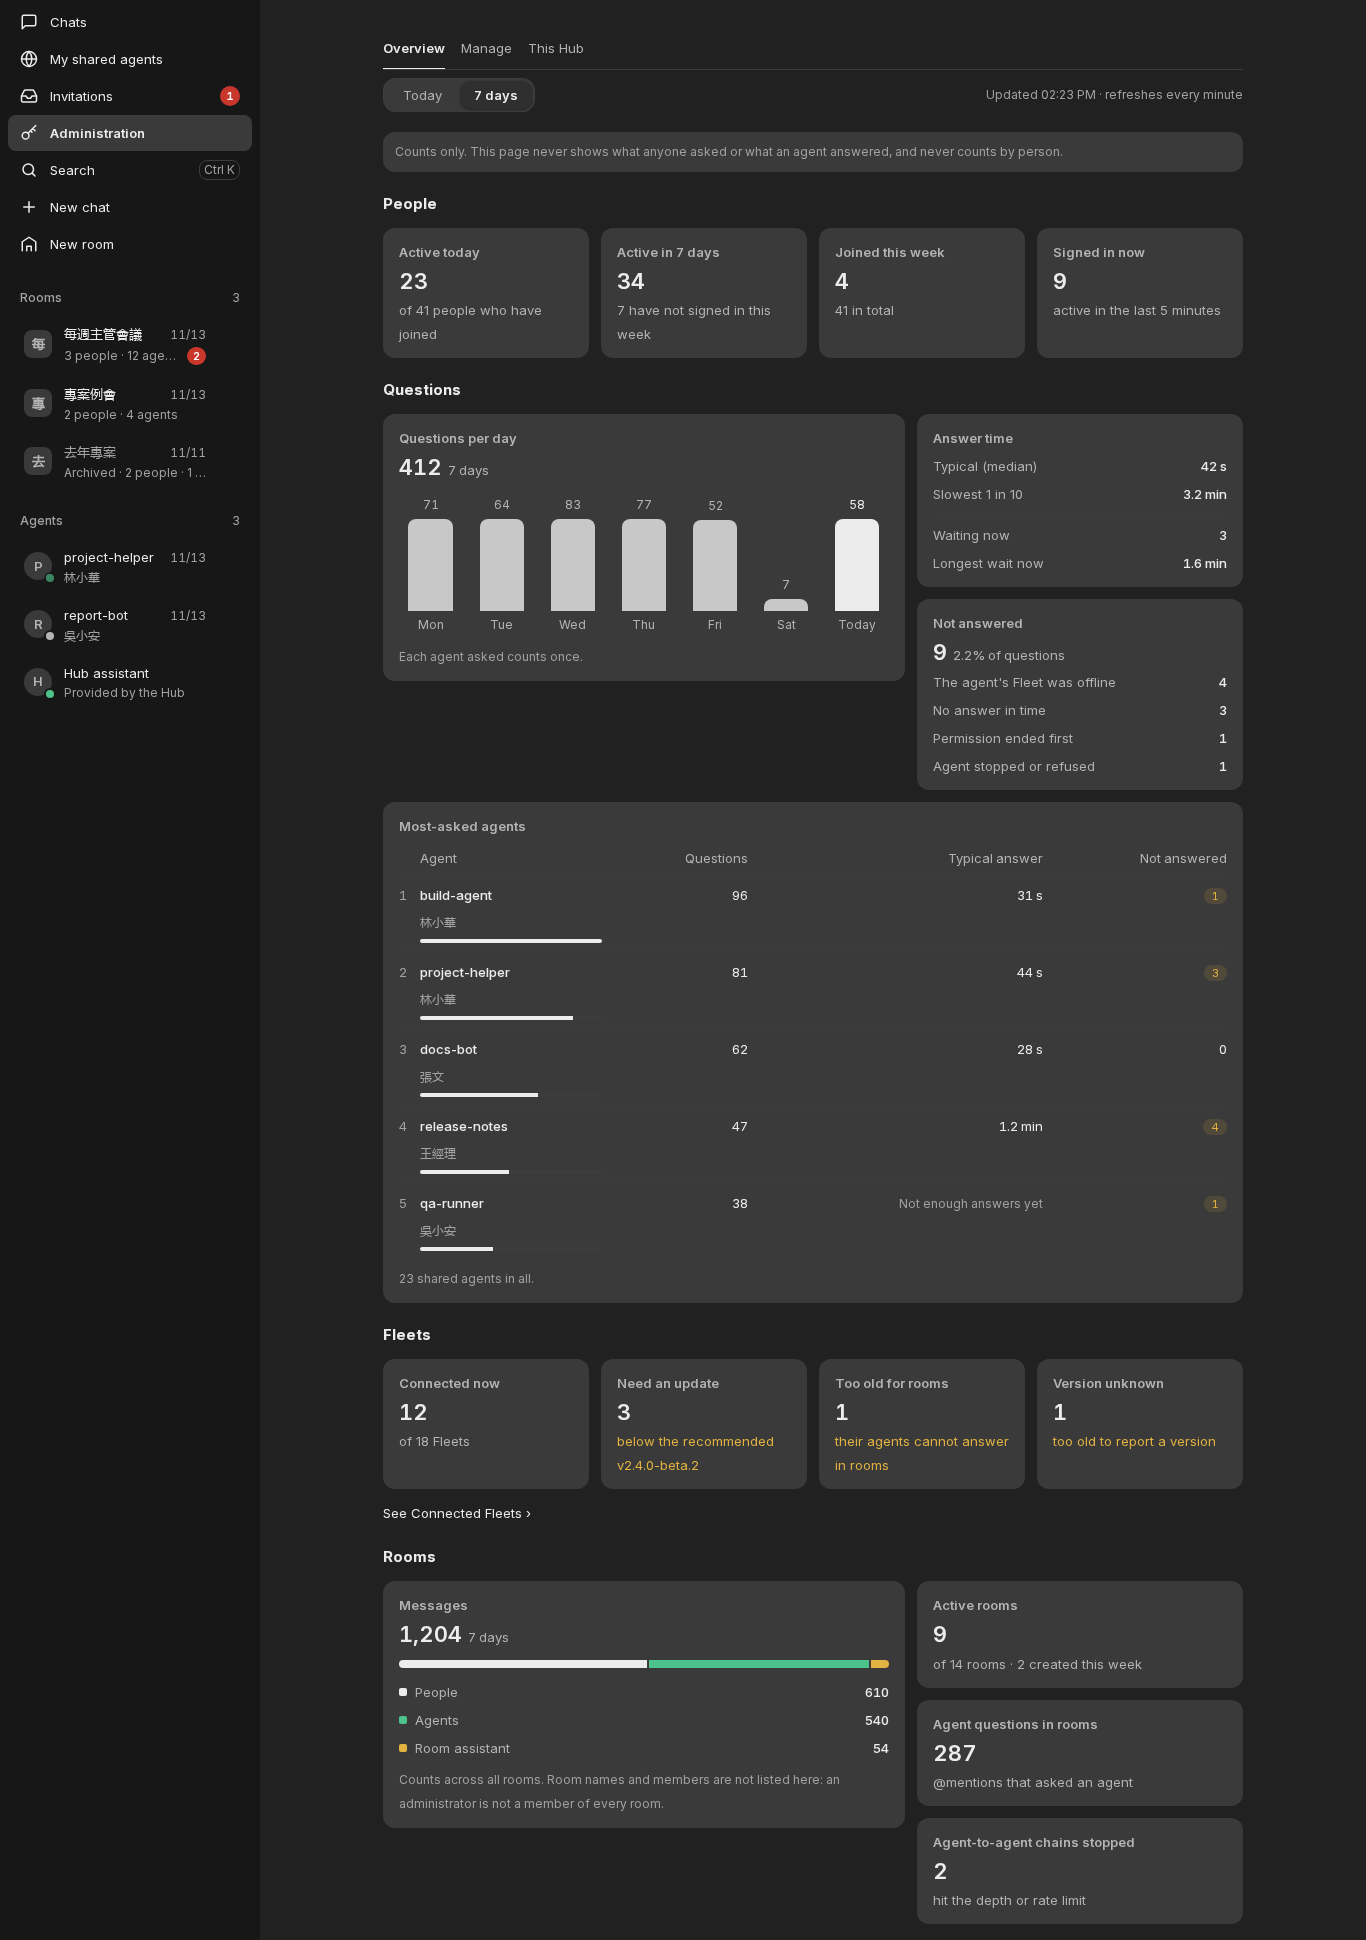 Chats
My shared agents
Invitations 1
Administration
Search Ctrl K
New chat
New room
Rooms 3
每 每週主管會議 11/13
3 people · 12 age… 2
專 專案例會 11/13
2 people · 4 agents
去 去年專案 11/11
Archived · 2 people · 1 …
Agents 3
P project-helper 11/13
林小華
R report-bot 11/13
吳小安
H Hub assistant
Provided by the Hub
Overview Manage This Hub
Today 7 days
Updated 02:23 PM · refreshes every minute
Counts only. This page never shows what anyone asked or what an agent answered, and never counts by person.
People
Active today
23
of 41 people who have
joined
Active in 7 days
34
7 have not signed in this
week
Joined this week
4
41 in total
Signed in now
9
active in the last 5 minutes
Questions
Questions per day
412 7 days
71 64 83 77 52 7 58
Mon Tue Wed Thu Fri Sat Today
Each agent asked counts once.
Answer time
Typical (median) 42 s
Slowest 1 in 10 3.2 min
Waiting now 3
Longest wait now 1.6 min
Not answered
9 2.2% of questions
The agent's Fleet was offline 4
No answer in time 3
Permission ended first 1
Agent stopped or refused 1
Most-asked agents
Agent Questions Typical answer Not answered
1 build-agent 96 31 s 1
林小華
2 project-helper 81 44 s 3
林小華
3 docs-bot 62 28 s 0
張文
4 release-notes 47 1.2 min 4
王經理
5 qa-runner 38 Not enough answers yet 1
吳小安
23 shared agents in all.
Fleets
Connected now
12
of 18 Fleets
Need an update
3
below the recommended
v2.4.0-beta.2
Too old for rooms
1
their agents cannot answer
in rooms
Version unknown
1
too old to report a version
See Connected Fleets ›
Rooms
Messages
1,204 7 days
People 610
Agents 540
Room assistant 54
Counts across all rooms. Room names and members are not listed here: an
administrator is not a member of every room.
Active rooms
9
of 14 rooms · 2 created this week
Agent questions in rooms
287
@mentions that asked an agent
Agent-to-agent chains stopped
2
hit the depth or rate limit